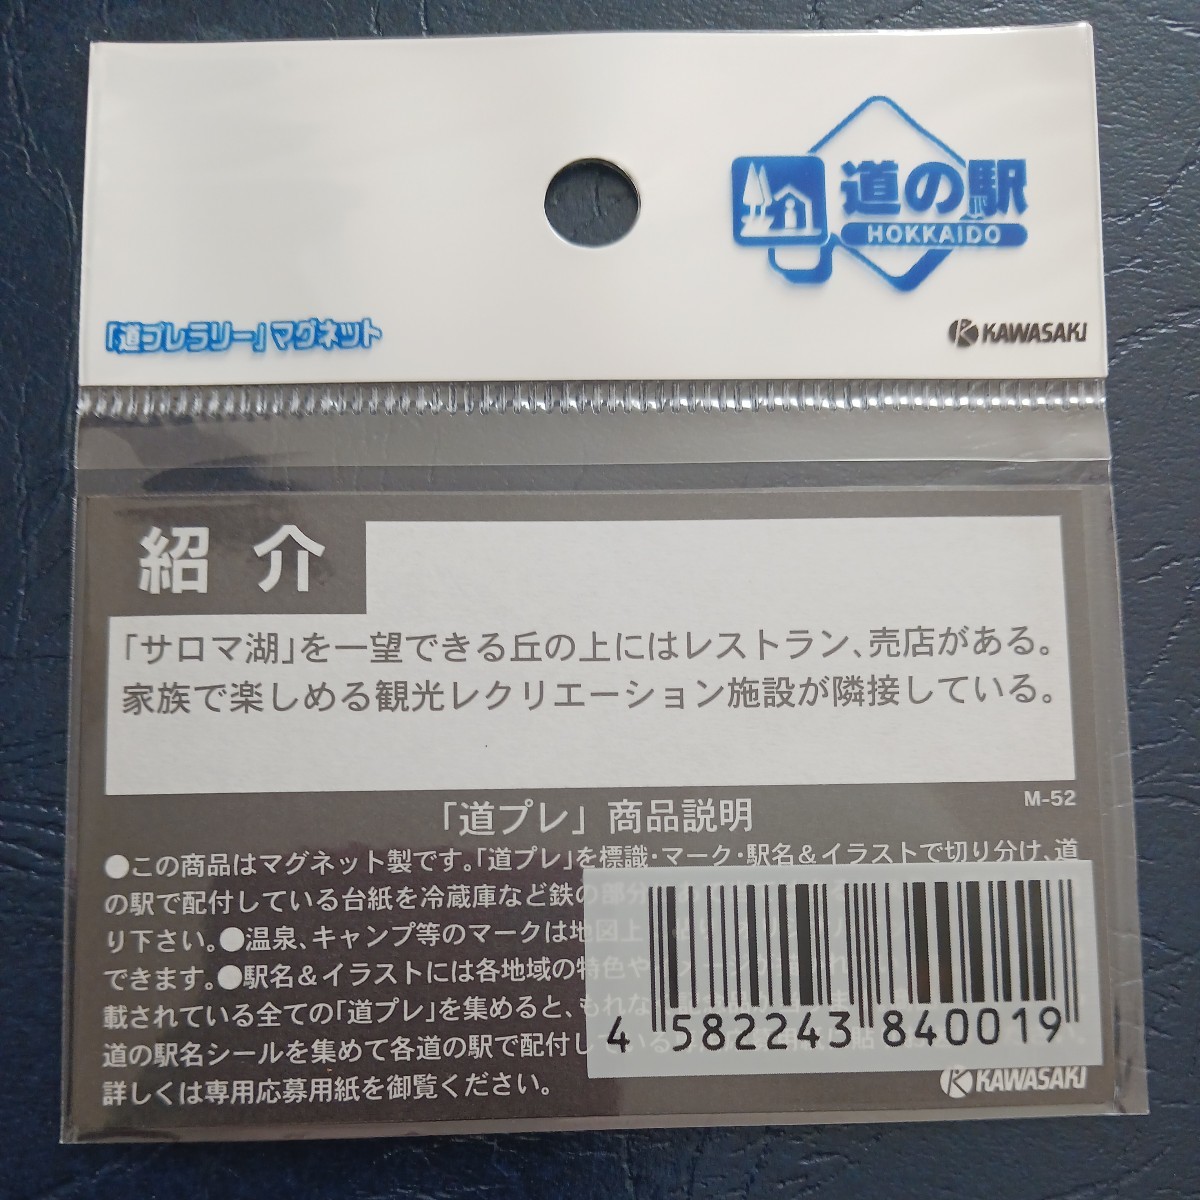 道の駅
HOKKAIDO
「道プレラリー」マグネット
KAWASAKI
紹介
「サロマ湖」を一望できる丘の上にはレストラン、売店がある。
家族で楽しめる観光レクリエーション施設が隣接している。
M-52
「道プレ」商品説明
●この商品はマグネット製です。「道プレ」を標識・マーク・駅名&イラストで切り分け、道
の駅で配付している台紙を冷蔵庫など鉄の部分
り下さい。●温泉、キャンプ等のマークは地図上
できます。●駅名&イラストには各地域の特色や
載されている全ての「道プレ」を集めると、もれな
道の駅名シールを集めて各道の駅で配付している
詳しくは専用応募用紙を御覧ください。
4 582243 840019
KAWASAKI